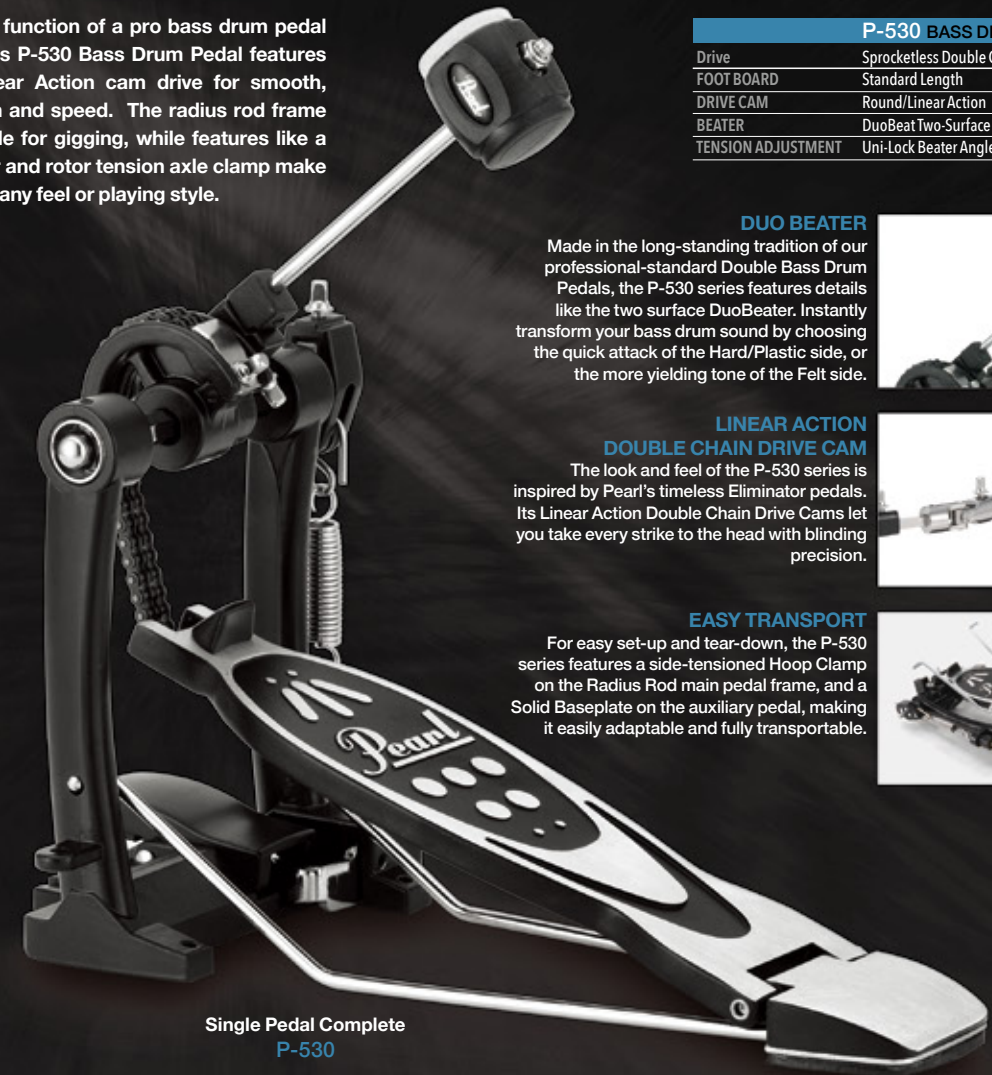 function of a pro bass drum pedal
s P-530 Bass Drum Pedal features
ear Action cam drive for smooth,
and speed. The radius rod frame
le for gigging, while features like a
and rotor tension axle clamp make
any feel or playing style.
P-530 BASS
Drive Sprocketless Double
FOOT BOARD Standard Length
DRIVE CAM Round/Linear Action
BEATER DuoBeat Two-Surface
TENSION ADJUSTMENT Uni-Lock Beater Angle
DUO BEATER
Made in the long-standing tradition of our
professional-standard Double Bass Drum
Pedals, the P-530 series features details
like the two surface DuoBeater. Instantly
transform your bass drum sound by choosing
the quick attack of the Hard/Plastic side, or
the more yielding tone of the Felt side.
LINEAR ACTION
DOUBLE CHAIN DRIVE CAM
The look and feel of the P-530 series is
inspired by Pearl's timeless Eliminator pedals.
Its Linear Action Double Chain Drive Cams let
you take every strike to the head with blinding
precision.
EASY TRANSPORT
For easy set-up and tear-down, the P-530
series features a side-tensioned Hoop Clamp
on the Radius Rod main pedal frame, and a
Solid Baseplate on the auxiliary pedal, making
it easily adaptable and fully transportable.
Pearl
Pearl
Single Pedal Complete
P-530